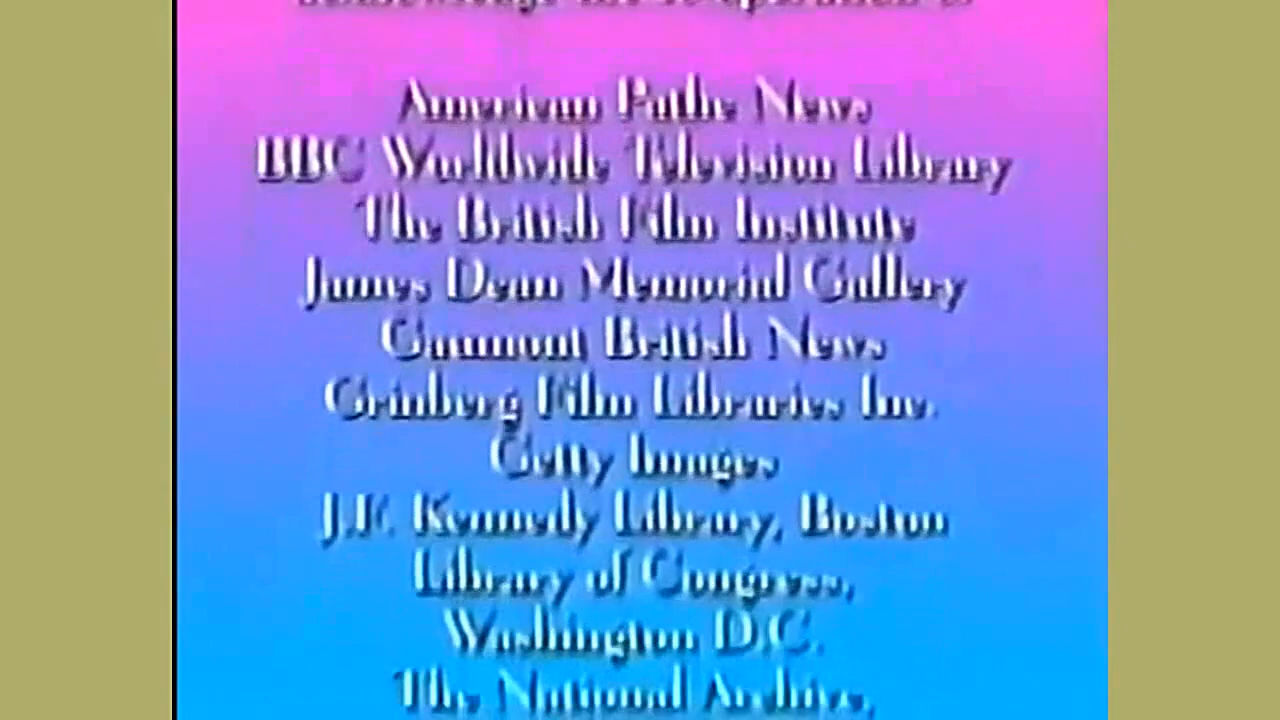 American Pathe News
BBC Worldwide Television Library
The British Film Institute
James Dean Memorial Gallery
Gaumont British News
Grinberg Film Libraries Inc.
Getty Images
J.F. Kennedy Library, Boston
Library of Congress,
Washington D.C.
The National Archive,